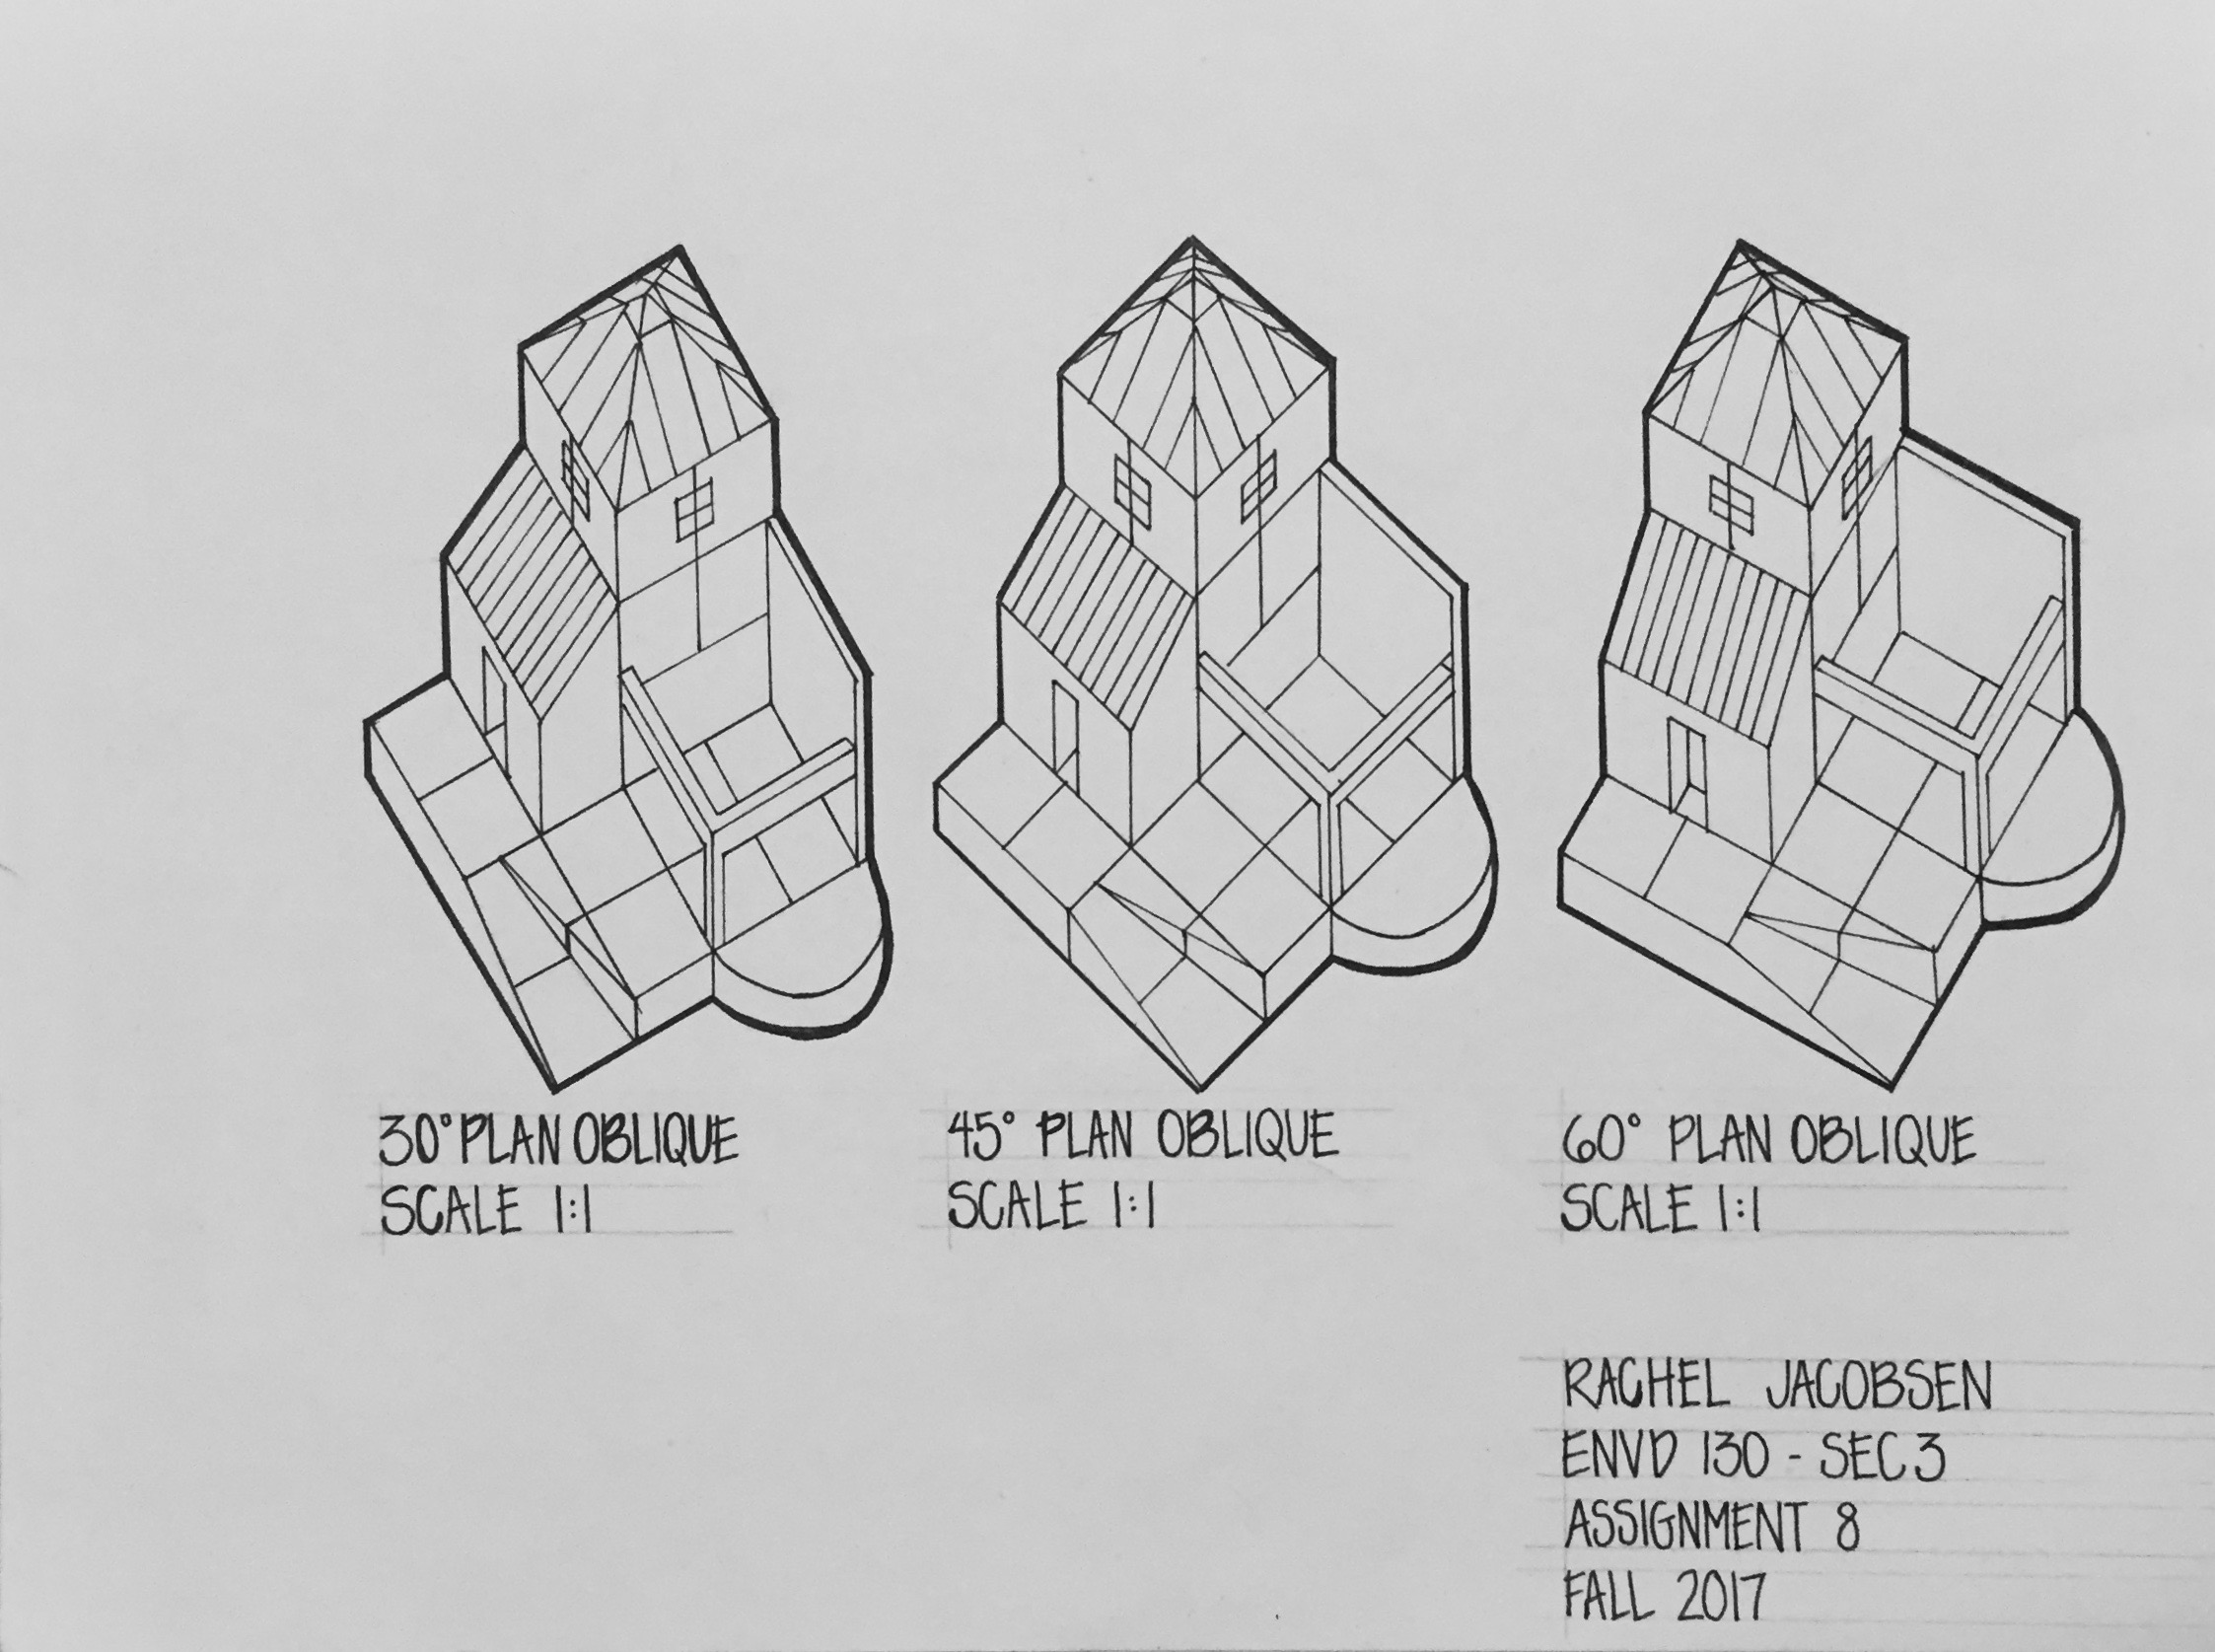 30° PLAN OBLIQUE
SCALE 1:1
45° PLAN OBLIQUE
SCALE 1:1
60° PLAN OBLIQUE
SCALE 1:1
RACHEL JACOBSEN
ENVD 130 - SEC 3
ASSIGNMENT 8
FALL 2017